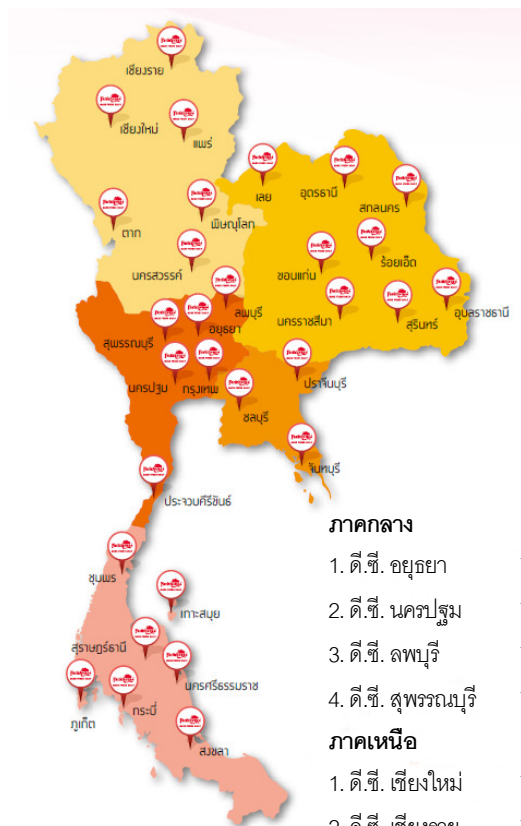 เชียงราย
เชียงใหม่
แพร่
เลย
อุดรธานี
สกลนคร
ตาก
พิษณุโลก
ขอนแก่น
ร้อยเอ็ด
นครสวรรค์
ลพบุรี
นครราชสีมา
สุรินทร์
อุบลราชธานี
สุพรรณบุรี
อยุธยา
นครปฐม
กรุงเทพ
ปราจีนบุรี
ชลบุรี
จันทบุรี
ประจวบคีรีขันธ์
ชุมพร
เกาะสมุย
สุราษฎร์ธานี
นครศรีธรรมราช
ภูเก็ต
กระบี่
สงขลา
ภาคกลาง
1. ดี.ซี. อยุธยา
2. ดี.ซี. นครปฐม
3. ดี.ซี. ลพบุรี
4. ดี.ซี. สุพรรณบุรี
ภาคเหนือ
1. ดี.ซี. เชียงใหม่
2. ดี.ซี. เชียงราย